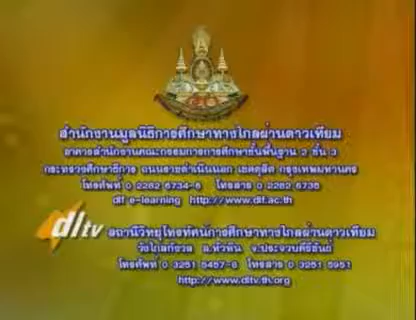 สำนักงานมูลนิธิการศึกษาทางไกลผ่านดาวเทียม
อาคารสำนักงานคณะกรรมการการศึกษาขั้นพื้นฐาน 2 ชั้น 3
กระทรวงศึกษาธิการ ถนนราชดำเนินนอก เขตดุสิต กรุงเทพมหานคร
โทรศัพท์ 0 2282 6734-5 โทรสาร 0 2282 6735
dlf e-learning http://www.dlf.ac.th
dltv สถานีวิทยุโทรทัศน์การศึกษาทางไกลผ่านดาวเทียม
วังไกลกังวล อ.หัวหิน จ.ประจวบคีรีขันธ์
โทรศัพท์ 0 3251 5457-8 โทรสาร 0 3251 5951
http://www.dltv.th.org